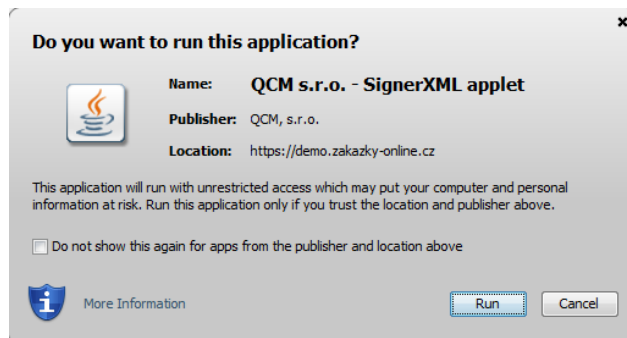 Do you want to run this application?
Name: QCM s.r.o. - SignerXML applet
Publisher: QCM, s.r.o.
Location: https://demo.zakazky-online.cz
This application will run with unrestricted access which may put your computer and personal
information at risk. Run this application only if you trust the location and publisher above.
Do not show this again for apps from the publisher and location above
More Information Run Cancel